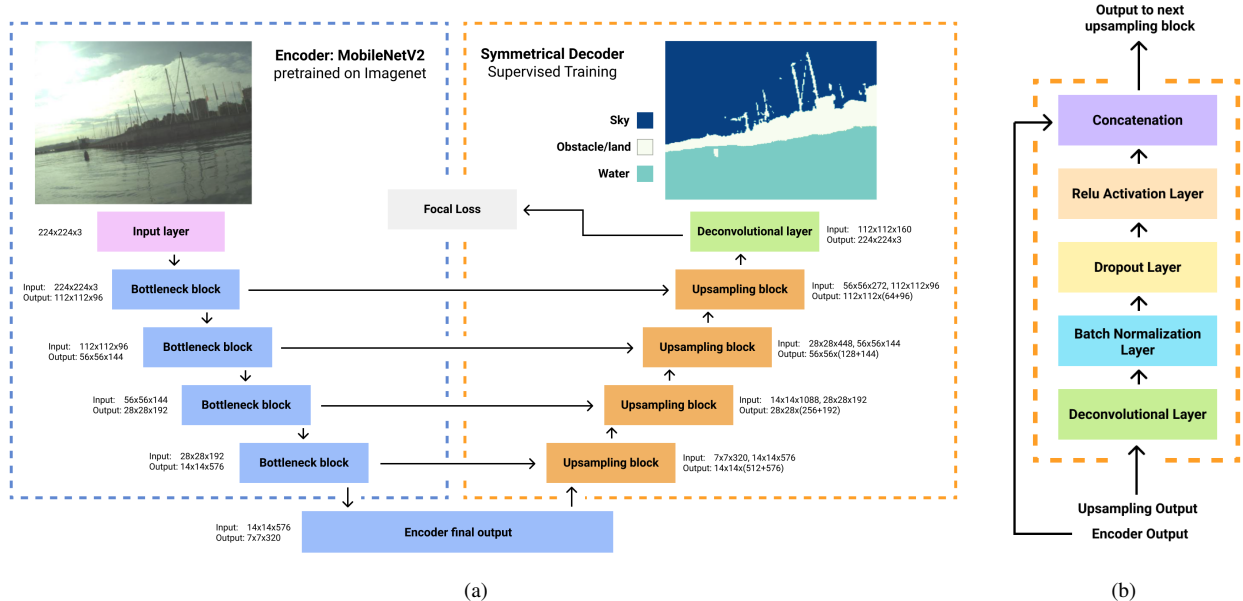 Encoder: MobileNetV2
pretrained on Imagenet
Symmetrical Decoder
Supervised Training
Sky
Obstacle/land
Water
Focal Loss
224x224x3
Input layer
Deconvolutional layer
Input: 112x112x160
Output: 224x224x3
Input: 224x224x3
Output: 112x112x96
Bottleneck block
Upsampling block
Input: 56x56x272, 112x112x96
Output: 112x112x(64+96)
Input: 112x112x96
Output: 56x56x144
Bottleneck block
Upsampling block
Input: 28x28x448, 56x56x144
Output: 56x56x(128+144)
Input: 56x56x144
Output: 28x28x192
Bottleneck block
Upsampling block
Input: 14x14x1088, 28x28x192
Output: 28x28x(256+192)
Input: 28x28x192
Output: 14x14x576
Bottleneck block
Upsampling block
Input: 7x7x320, 14x14x576
Output: 14x14x(512+576)
Input: 14x14x576
Output: 7x7x320
Encoder final output
(a)
Output to next
upsampling block
Concatenation
Relu Activation Layer
Dropout Layer
Batch Normalization
Layer
Deconvolutional Layer
Upsampling Output
Encoder Output
(b)